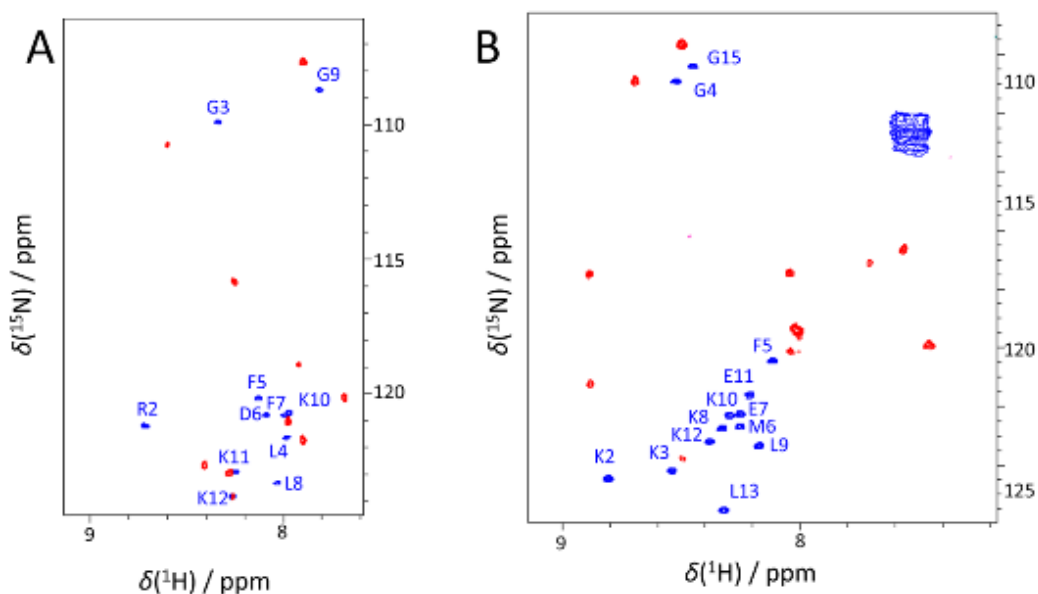 A
G9
G3
110
115
F5
F7
K10
D6
120
R2
L4
K11
L8
K12
9
8
δ(¹⁵N) / ppm
δ(¹H) / ppm
B
G15
G4
110
115
F5
120
E11
K10
E7
K8
M6
K12
L9
K3
K2
L13
125
9
8
δ(¹⁵N) / ppm
δ(¹H) / ppm